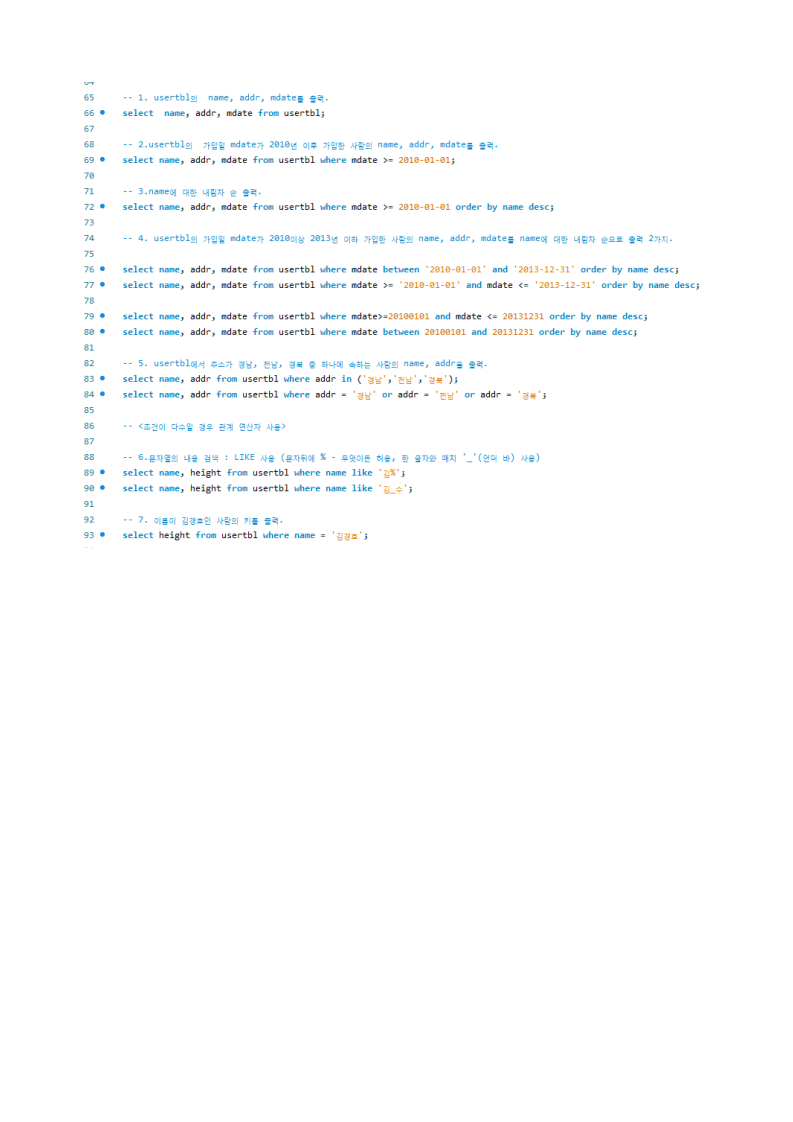 65 -- 1. usertbl의  name, addr, mdate를 출력.
66 select  name, addr, mdate from usertbl;
67
68 -- 2.usertbl의  가입일 mdate가 2010년 이후 가입한 사람의 name, addr, mdate를 출력.
69 select name, addr, mdate from usertbl where mdate >= 2010-01-01;
70
71 -- 3.name에 대한 내림차 순 출력.
72 select name, addr, mdate from usertbl where mdate >= 2010-01-01 order by name desc;
73
74 -- 4. usertbl의 가입일 mdate가 2010이상 2013년 이하 가입한 사람의 name, addr, mdate를 name에 대한 내림차 순으로 출력 2가지.
75
76 select name, addr, mdate from usertbl where mdate between '2010-01-01' and '2013-12-31' order by name desc;
77 select name, addr, mdate from usertbl where mdate >= '2010-01-01' and mdate <= '2013-12-31' order by name desc;
78
79 select name, addr, mdate from usertbl where mdate>=20100101 and mdate <= 20131231 order by name desc;
80 select name, addr, mdate from usertbl where mdate between 20100101 and 20131231 order by name desc;
81
82 -- 5. usertbl에서 주소가 경남, 전남, 경북 중 하나에 속하는 사람의 name, addr을 출력.
83 select name, addr from usertbl where addr in ('경남','전남','경북');
84 select name, addr from usertbl where addr = '경남' or addr = '전남' or addr = '경북';
85
86 -- <조건이 다수일 경우 관계 연산자 사용>
87
88 -- 6.문자열의 내용 검색 : LIKE 사용 (문자뒤에 % - 무엇이든 허용, 한 글자와 매치 '_'(언더 바) 사용)
89 select name, height from usertbl where name like '김%';
90 select name, height from usertbl where name like '김_수';
91
92 -- 7. 이름이 김경호인 사람의 키를 출력.
93 select height from usertbl where name = '김경호';